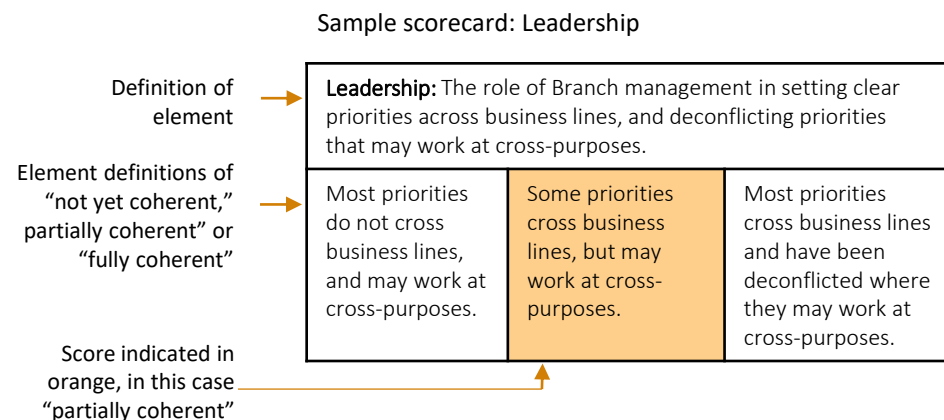 Sample scorecard: Leadership
Definition of
element
Leadership: The role of Branch management in setting clear
priorities across business lines, and deconflicting priorities
that may work at cross-purposes.
Element definitions of
“not yet coherent,”
partially coherent” or
“fully coherent”
Most priorities
do not cross
business lines,
and may work at
cross-purposes.
Some priorities
cross business
lines, but may
work at cross-
purposes.
Most priorities
cross business lines
and have been
deconflicted where
they may work at
cross-purposes.
Score indicated in
orange, in this case
“partially coherent”